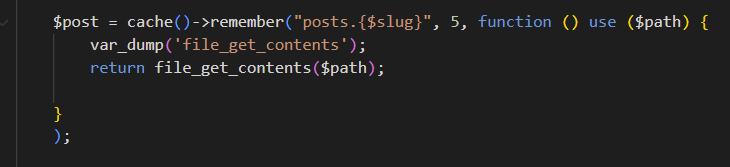 $post = cache()->remember("posts.{$slug}", 5, function () use ($path) {
    var_dump('file_get_contents');
    return file_get_contents($path);

}
);